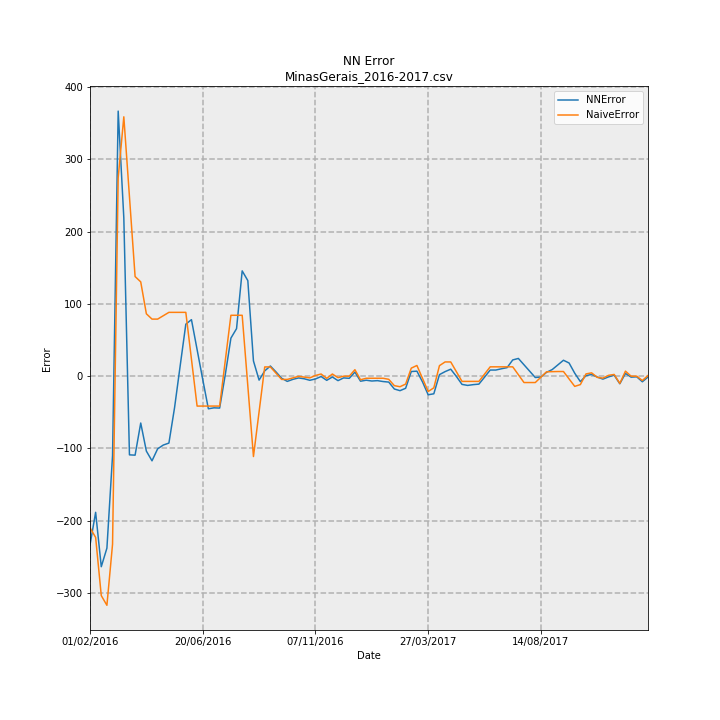 NN Error
MinasGerais_2016-2017.csv
NNError
NaiveError
400
300
200
100
0
−100
−200
−300
Error
01/02/2016
20/06/2016
07/11/2016
27/03/2017
14/08/2017
Date